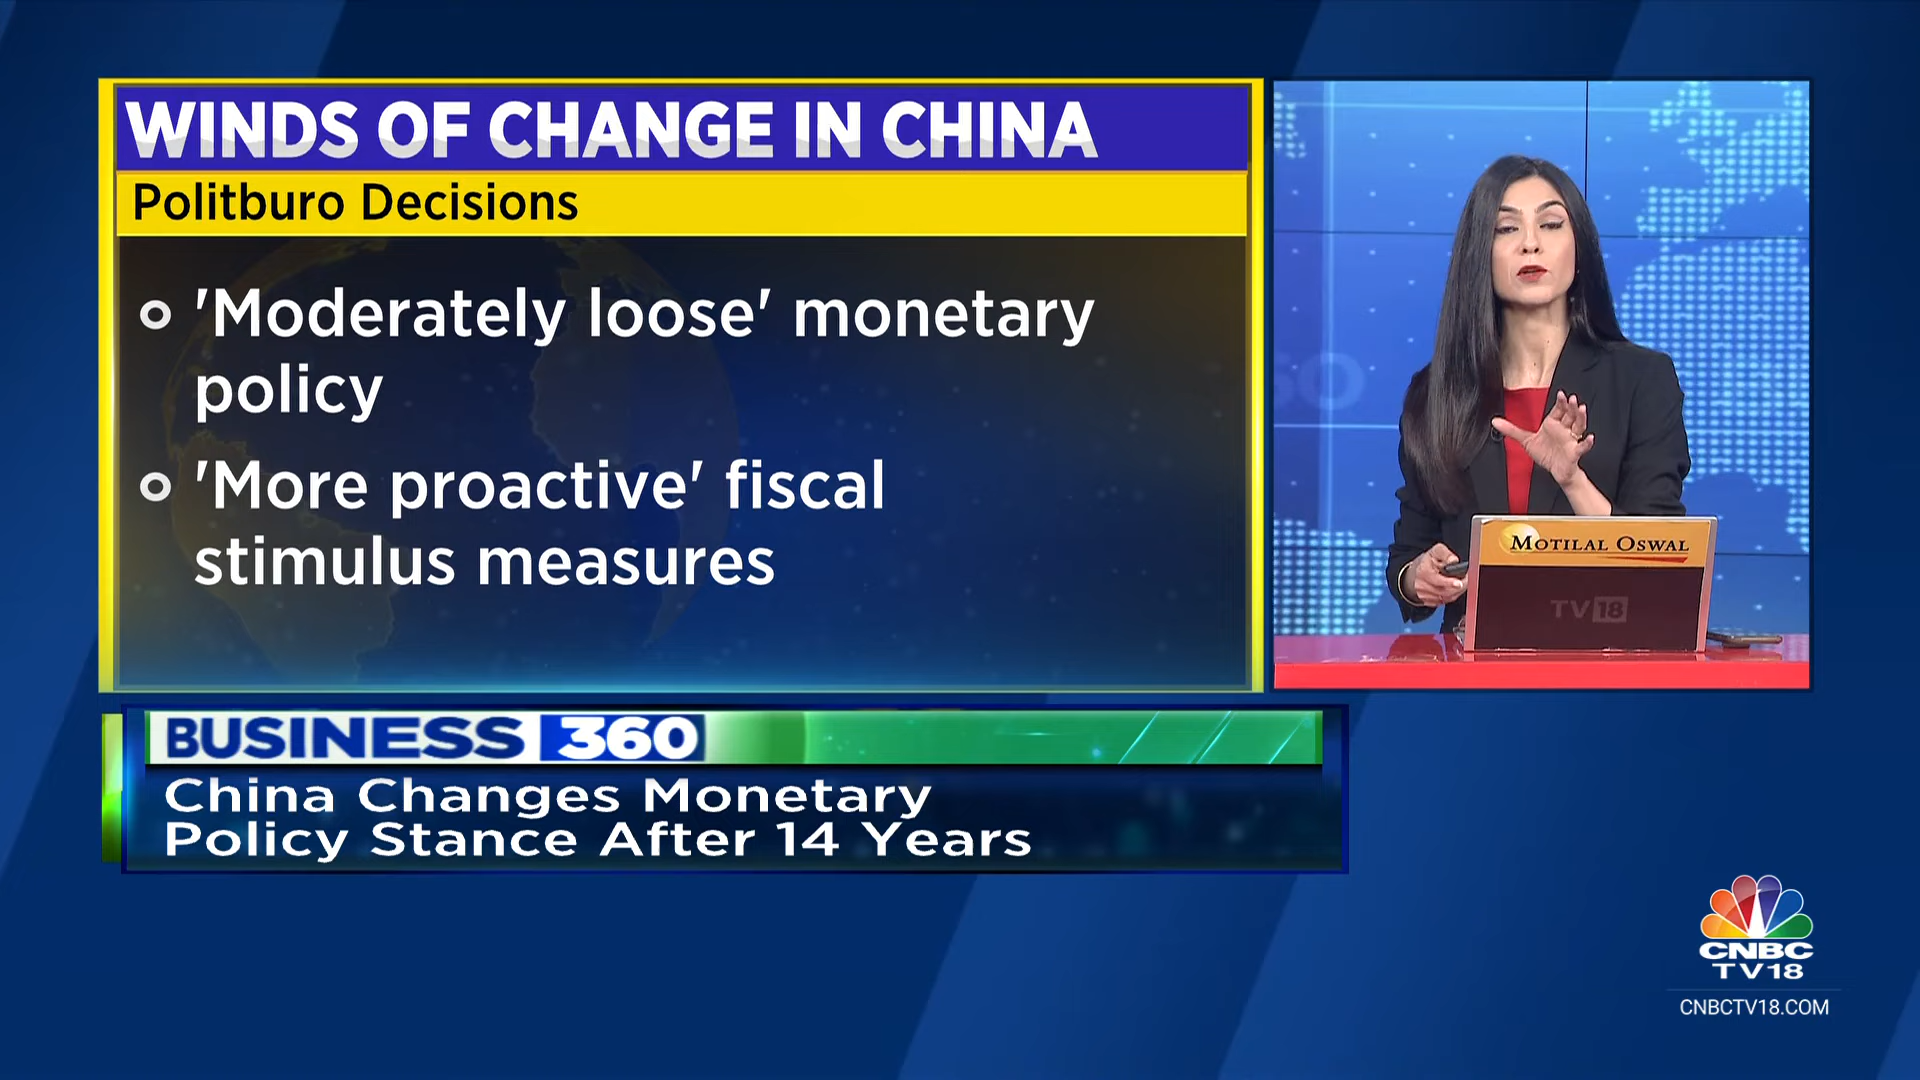 WINDS OF CHANGE IN CHINA
Politburo Decisions
'Moderately loose' monetary
policy
'More proactive' fiscal
stimulus measures
MOTILAL OSWAL
TV18
BUSINESS 360
China Changes Monetary
Policy Stance After 14 Years
CNBC
TV18
CNBCTV18.COM